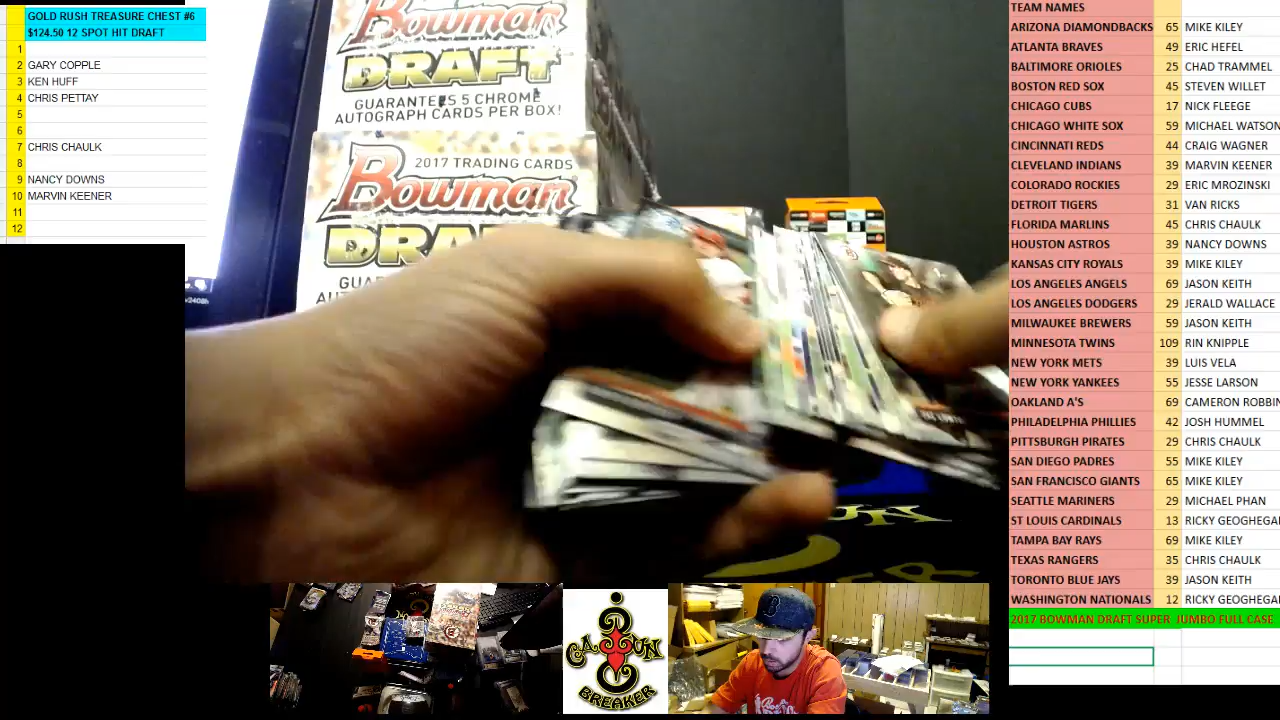 GOLD RUSH TREASURE CHEST #6
$124.50 12 SPOT HIT DRAFT
1
2 GARY COPPLE
3 KEN HUFF
4 CHRIS PETTAY
5
6
7 CHRIS CHAULK
8
9 NANCY DOWNS
10 MARVIN KEENER
11
12
Bowman
DRAFT
GUARANTEES 5 CHROME
AUTOGRAPH CARDS PER BOX!
2017 TRADING CARDS
Bowman
CAJUN
BREAKER
TEAM NAMES
ARIZONA DIAMONDBACKS 65 MIKE KILEY
ATLANTA BRAVES 49 ERIC HEFEL
BALTIMORE ORIOLES 25 CHAD TRAMMEL
BOSTON RED SOX 45 STEVEN WILLET
CHICAGO CUBS 17 NICK FLEEGE
CHICAGO WHITE SOX 59 MICHAEL WATSON
CINCINNATI REDS 44 CRAIG WAGNER
CLEVELAND INDIANS 39 MARVIN KEENER
COLORADO ROCKIES 29 ERIC MROZINSKI
DETROIT TIGERS 31 VAN RICKS
FLORIDA MARLINS 45 CHRIS CHAULK
HOUSTON ASTROS 39 NANCY DOWNS
KANSAS CITY ROYALS 39 MIKE KILEY
LOS ANGELES ANGELS 69 JASON KEITH
LOS ANGELES DODGERS 29 JERALD WALLACE
MILWAUKEE BREWERS 59 JASON KEITH
MINNESOTA TWINS 109 RIN KNIPPLE
NEW YORK METS 39 LUIS VELA
NEW YORK YANKEES 55 JESSE LARSON
OAKLAND A'S 69 CAMERON ROBBIN
PHILADELPHIA PHILLIES 42 JOSH HUMMEL
PITTSBURGH PIRATES 29 CHRIS CHAULK
SAN DIEGO PADRES 55 MIKE KILEY
SAN FRANCISCO GIANTS 65 MIKE KILEY
SEATTLE MARINERS 29 MICHAEL PHAN
ST LOUIS CARDINALS 13 RICKY GEOGHEGA
TAMPA BAY RAYS 69 MIKE KILEY
TEXAS RANGERS 35 CHRIS CHAULK
TORONTO BLUE JAYS 39 JASON KEITH
WASHINGTON NATIONALS 12 RICKY GEOGHEGA
2017 BOWMAN DRAFT SUPER JUMBO FULL CASE